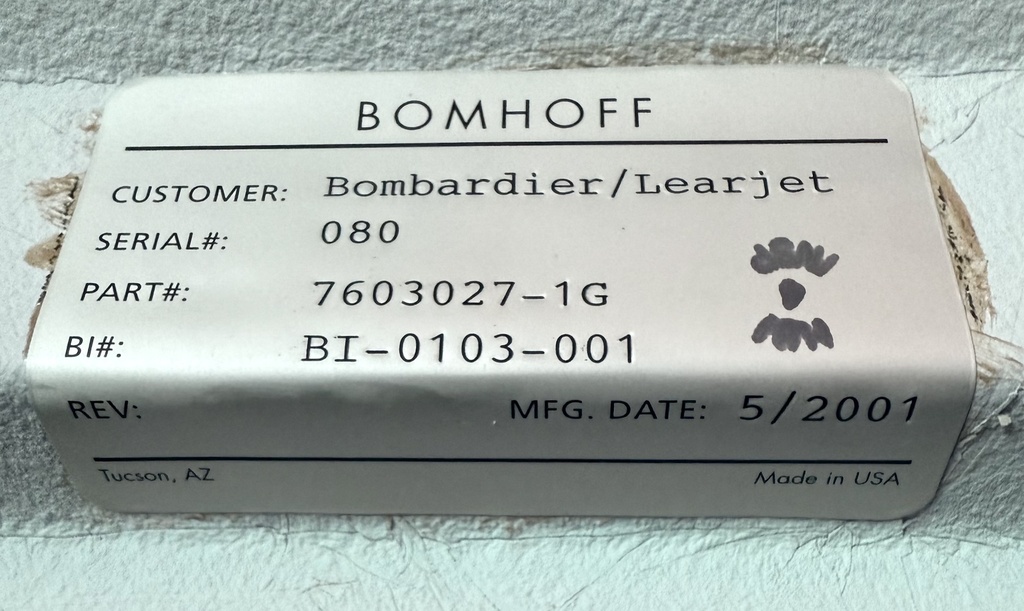 BOMHOFF
CUSTOMER: Bombardier/Learjet
SERIAL#: 080
PART#: 7603027-1G
BI#: BI-0103-001
REV: MFG. DATE: 5/2001
Tucson, AZ Made in USA